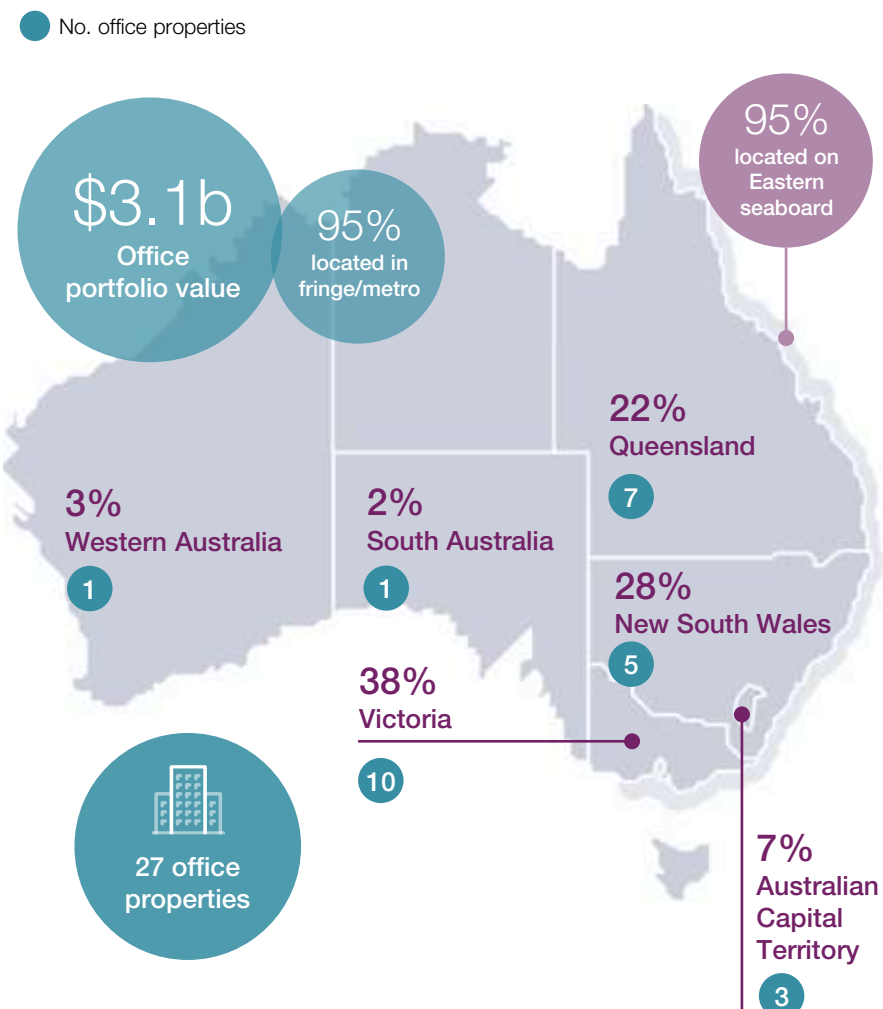 No. office properties
$3.1b
Office
portfolio value
95%
located in
fringe/metro
95%
located on
Eastern
seaboard
22%
Queensland
7
3%
Western Australia
1
2%
South Australia
1
28%
New South Wales
5
38%
Victoria
10
27 office
properties
7%
Australian
Capital
Territory
3